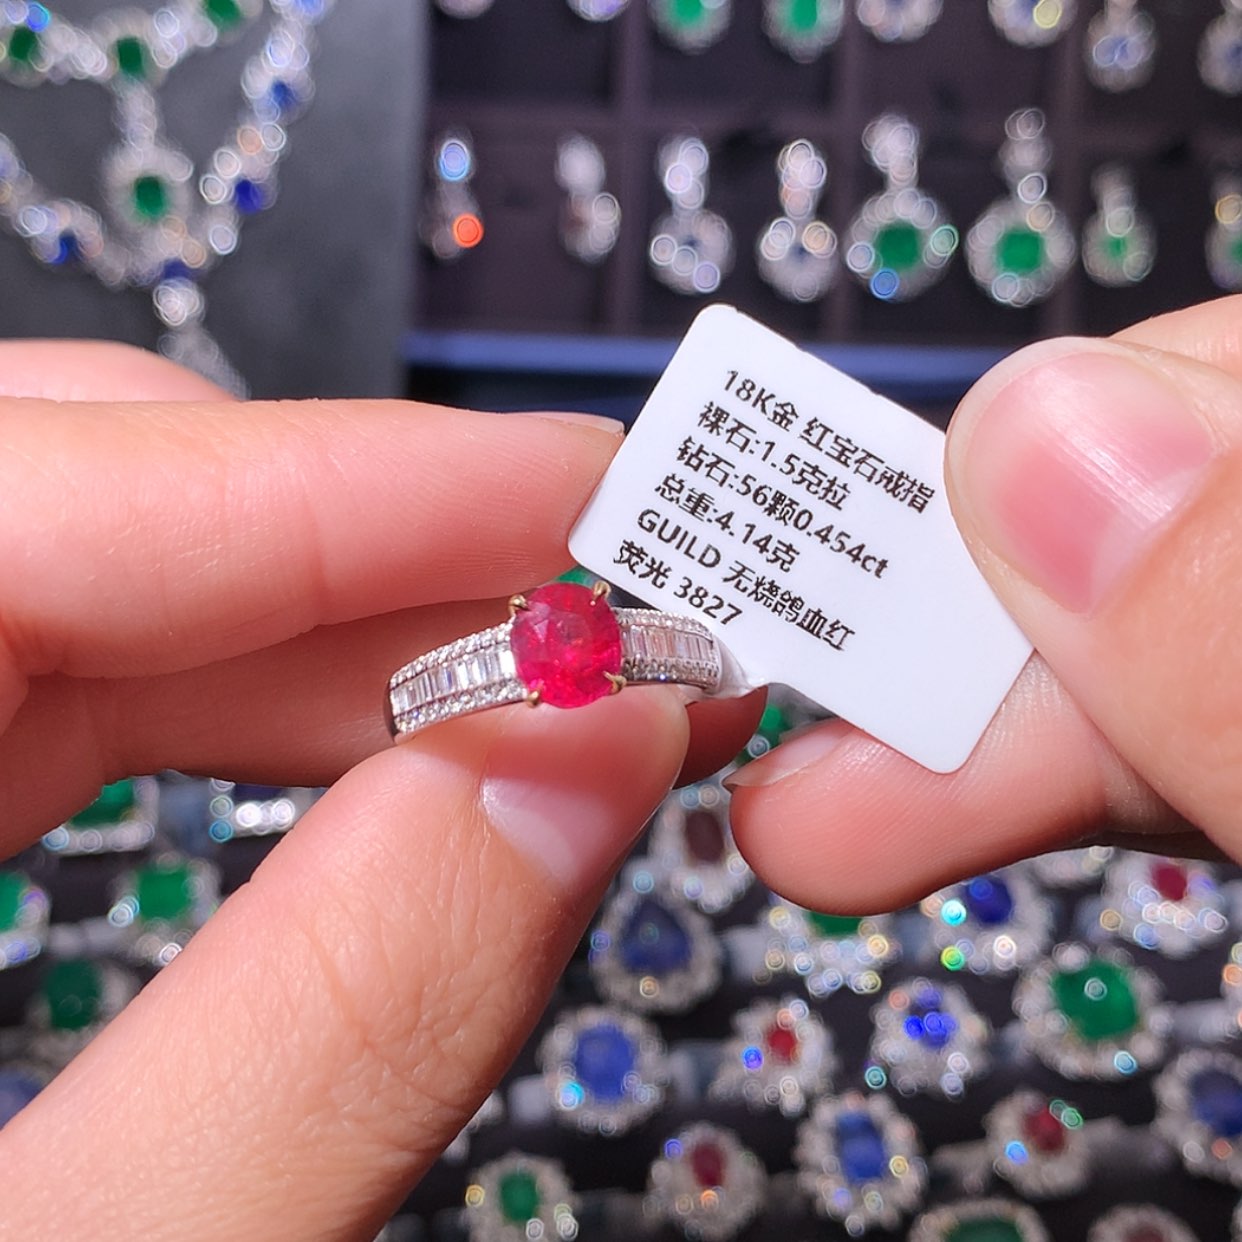 18K金 红宝石戒指
裸石:1.5克拉
钻石:56颗0.454ct
总重:4.14克
GUILD 无烧鸽血红
荧光 3827